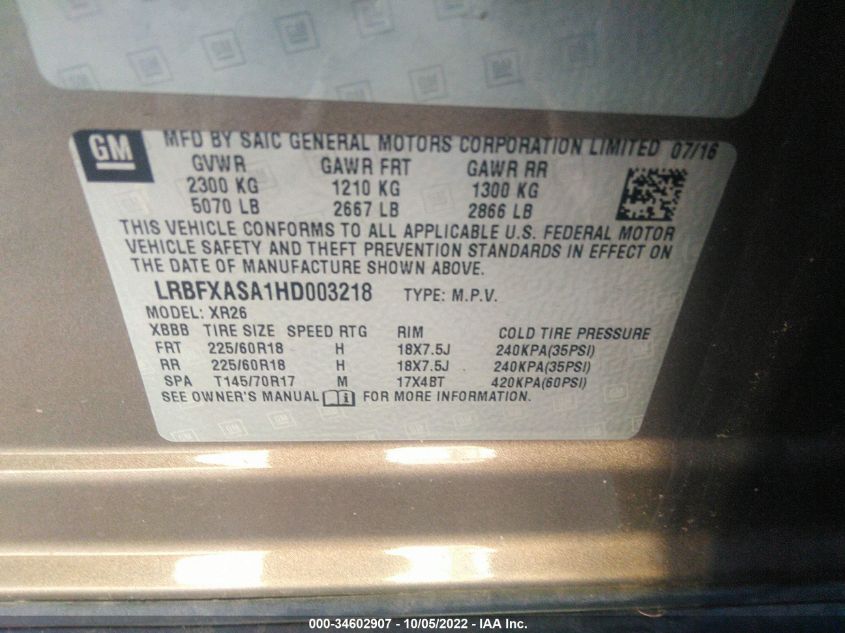 GM MFD BY SAIC GENERAL MOTORS CORPORATION LIMITED 07/16
GVWR GAWR FRT GAWR RR
2300 KG 1210 KG 1300 KG
5070 LB 2667 LB 2866 LB
THIS VEHICLE CONFORMS TO ALL APPLICABLE U.S. FEDERAL MOTOR
VEHICLE SAFETY AND THEFT PREVENTION STANDARDS IN EFFECT ON
THE DATE OF MANUFACTURE SHOWN ABOVE.
LRBFXASA1HD003218 TYPE: M.P.V.
MODEL: XR26
XBBB TIRE SIZE SPEED RTG RIM COLD TIRE PRESSURE
FRT 225/60R18 H 18X7.5J 240KPA(35PSI)
RR 225/60R18 H 18X7.5J 240KPA(35PSI)
SPA T145/70R17 M 17X4BT 420KPA(60PSI)
SEE OWNER'S MANUAL i FOR MORE INFORMATION.
000-34602907 - 10/05/2022 - IAA Inc.